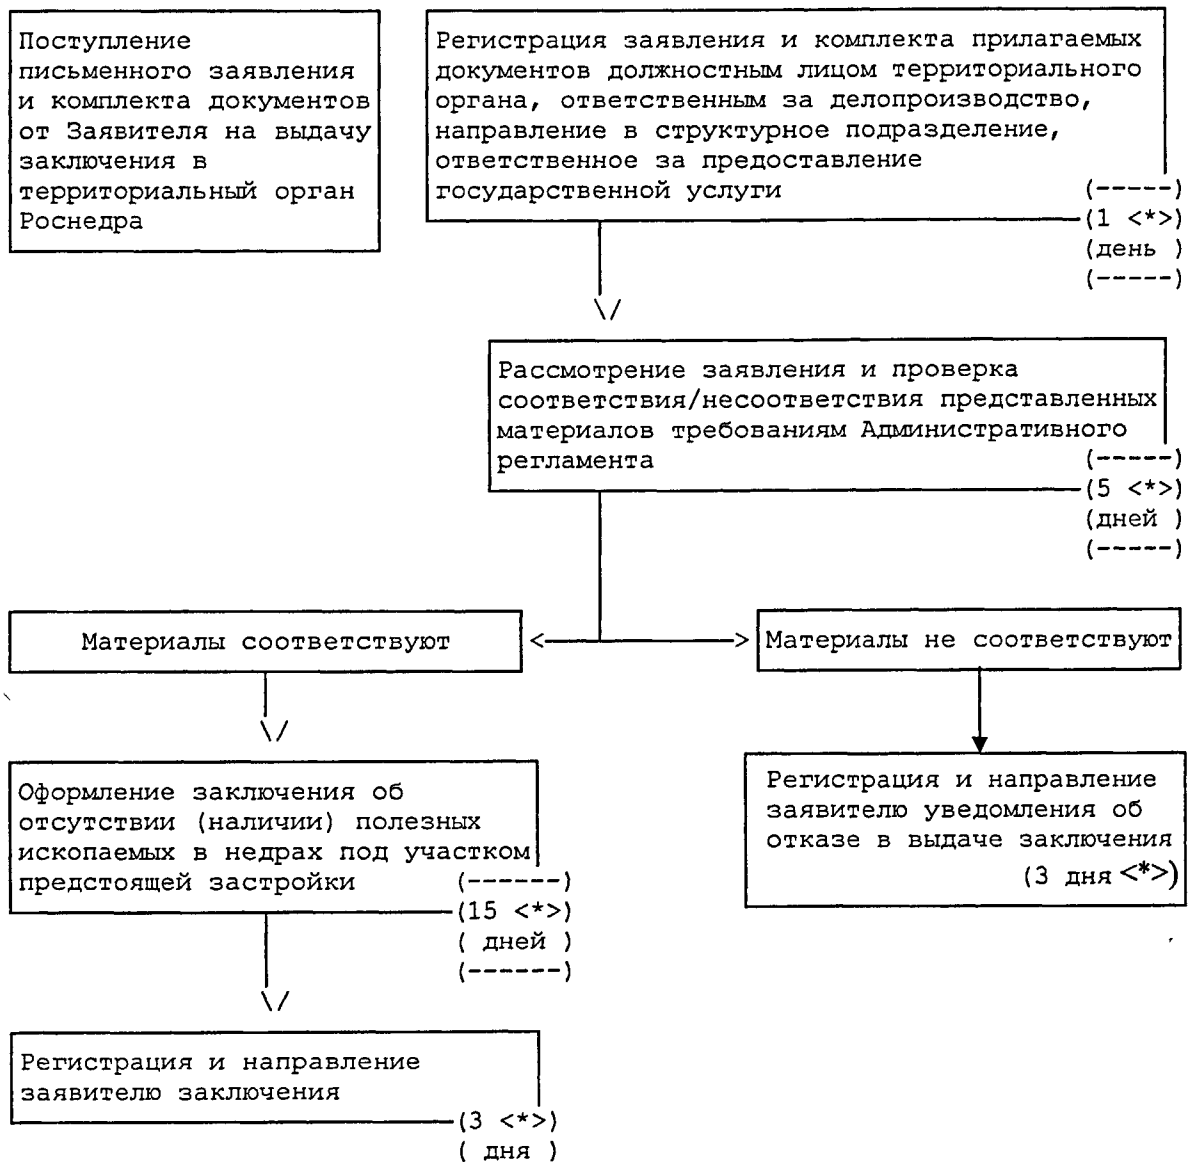 Поступление
письменного заявления
и комплекта документов
от Заявителя на выдачу
заключения в
территориальный орган
Роснедра
Регистрация заявления и комплекта прилагаемых
документов должностным лицом территориального
органа, ответственным за делопроизводство,
направление в структурное подразделение,
ответственное за предоставление
государственной услуги
(-----)
(1 <*>)
(день )
(-----)
\/
Рассмотрение заявления и проверка
соответствия/несоответствия представленных
материалов требованиям Административного
регламента
(-----)
(5 <*>)
(дней )
(-----)
Материалы соответствуют
<
>
Материалы не соответствуют
\/
Оформление заключения об
отсутствии (наличии) полезных
ископаемых в недрах под участком
предстоящей застройки
(------)
(15 <*>)
( дней )
(------)
Регистрация и направление
заявителю уведомления об
отказе в выдаче заключения
(3 дня <*>)
\/
Регистрация и направление
заявителю заключения
(3 <*>)
( дня )